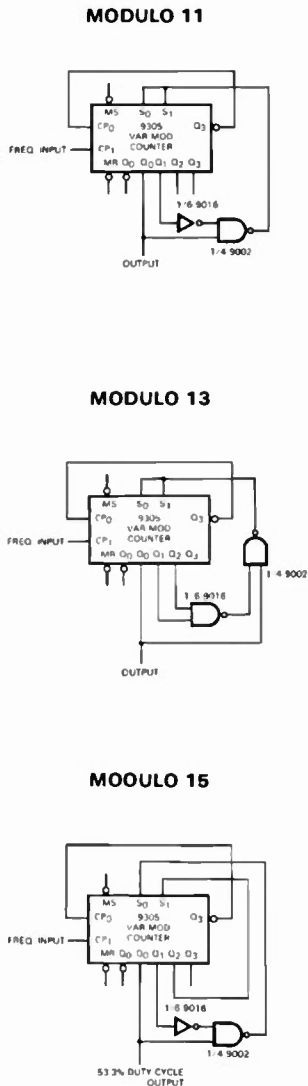 MODULO 11
MS S0 S1
CP0 9305 Q3
VAR MOD
FREQ. INPUT CP1 COUNTER
MR Q0 Q0 Q1 Q2 Q3
1/6 9016
1/4 9002
OUTPUT
MODULO 13
MS S0 S1
CP0 9305 Q3
VAR MOD
FREQ. INPUT CP1 COUNTER
MR Q0 Q0 Q1 Q2 Q3
1/4 9002
1/6 9016
OUTPUT
MODULO 15
MS S0 S1
CP0 9305 Q3
VAR MOD
FREQ. INPUT CP1 COUNTER
MR Q0 Q0 Q1 Q2 Q3
1/6 9016
1/4 9002
53.3% DUTY CYCLE
OUTPUT